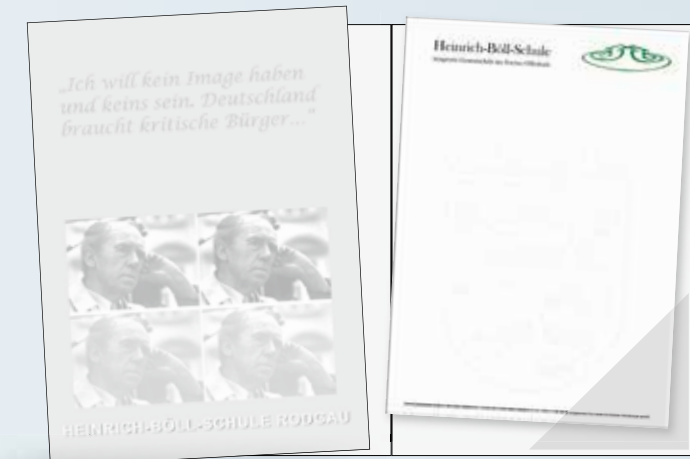 „Ich will kein Image haben
und keins sein. Deutschland
braucht kritische Bürger..."
HEINRICH-BÖLL-SCHULE RODGAU
Heinrich-Böll-Schule